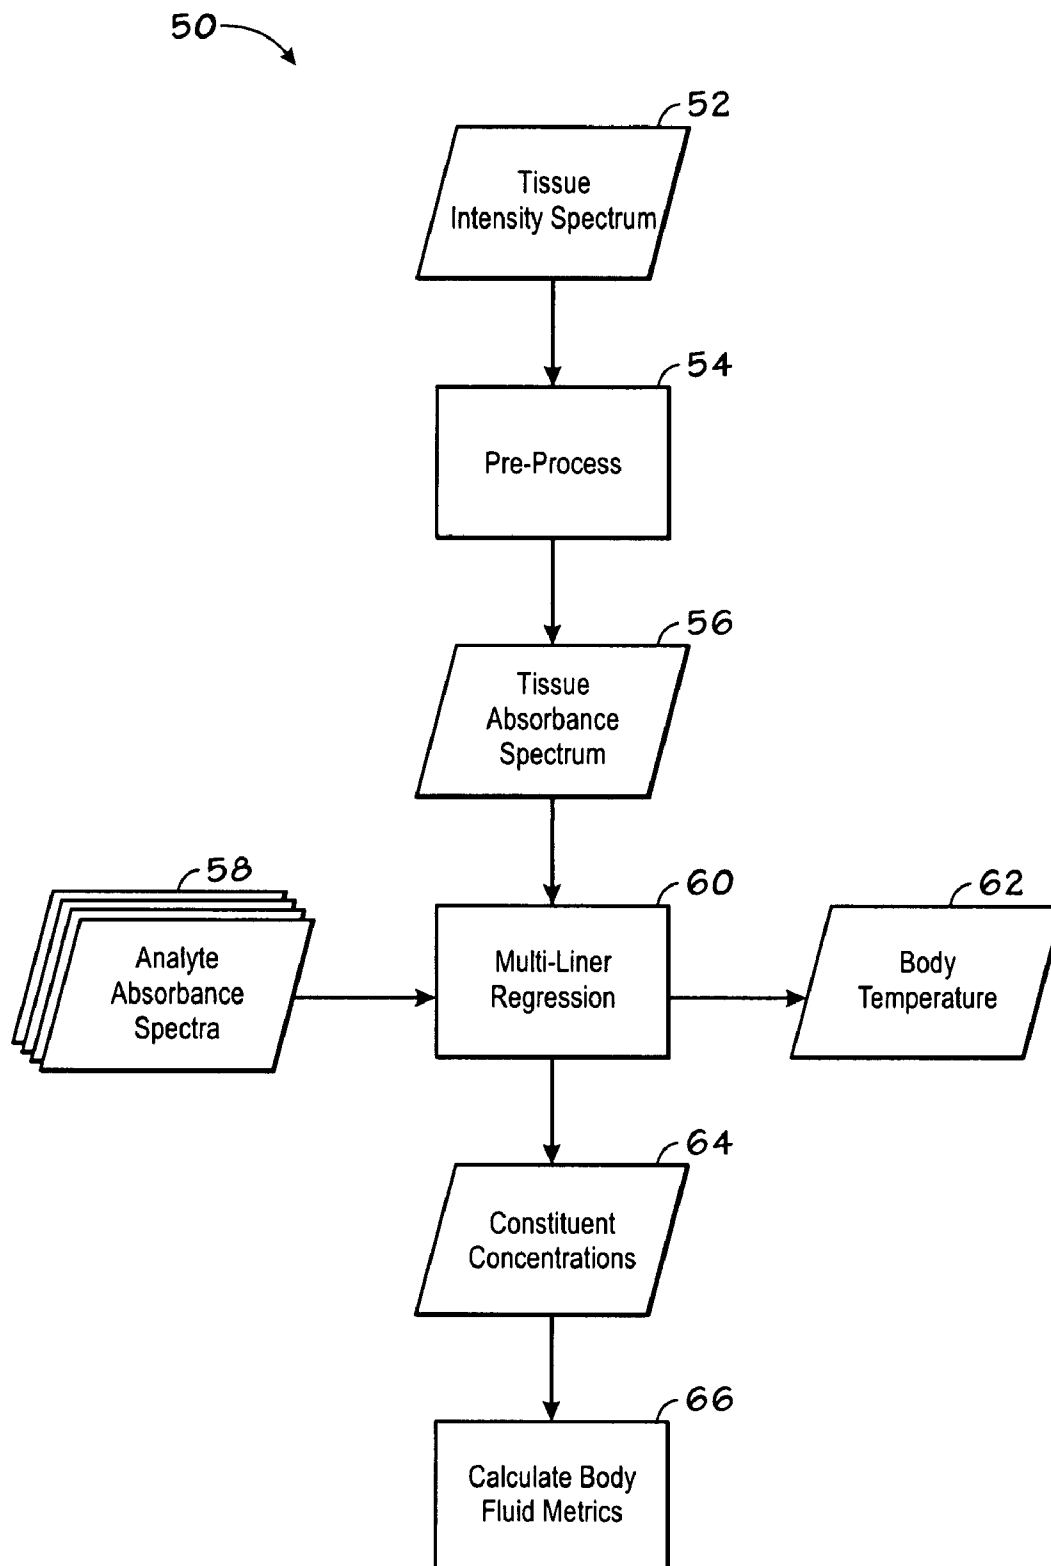 50
52
Tissue
Intensity Spectrum
54
Pre-Process
56
Tissue
Absorbance
Spectrum
58
Analyte
Absorbance
Spectra
60
Multi-Liner
Regression
62
Body
Temperature
64
Constituent
Concentrations
66
Calculate Body
Fluid Metrics